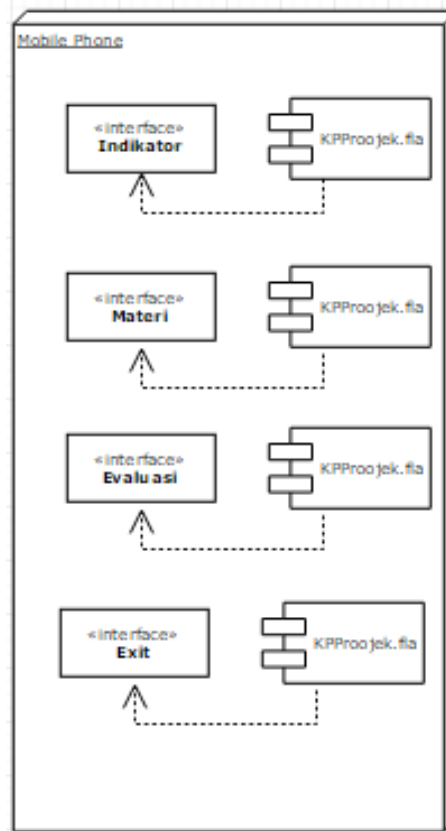 Mobile Phone
«interface»
Indikator
KPProojek.fla
«interface»
Materi
KPProojek.fla
«interface»
Evaluasi
KPProojek.fla
«interface»
Exit
KPProojek.fla